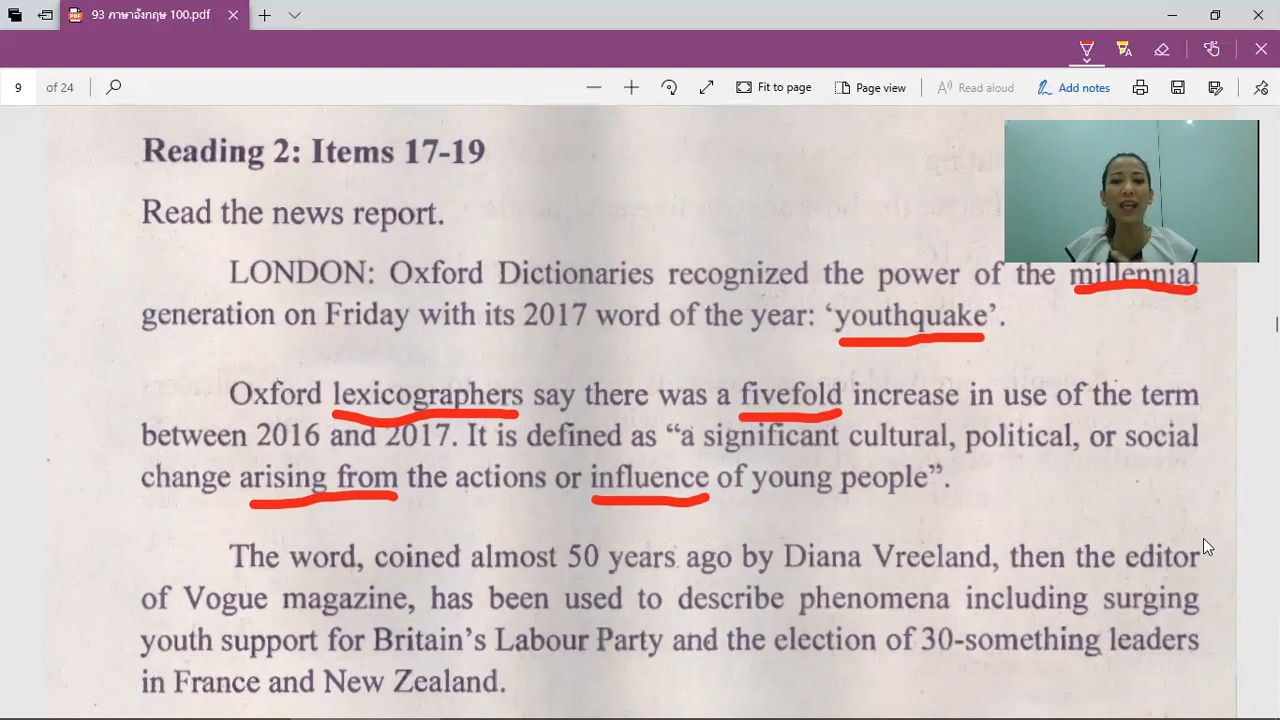 93 ภาษาอังกฤษ 100.pdf
9 of 24
Fit to page
Page view
Read aloud
Add notes
Reading 2: Items 17-19
Read the news report.
LONDON: Oxford Dictionaries recognized the power of the millennial
generation on Friday with its 2017 word of the year: ‘youthquake’.
Oxford lexicographers say there was a fivefold increase in use of the term
between 2016 and 2017. It is defined as “a significant cultural, political, or social
change arising from the actions or influence of young people”.
The word, coined almost 50 years ago by Diana Vreeland, then the editor
of Vogue magazine, has been used to describe phenomena including surging
youth support for Britain’s Labour Party and the election of 30-something leaders
in France and New Zealand.